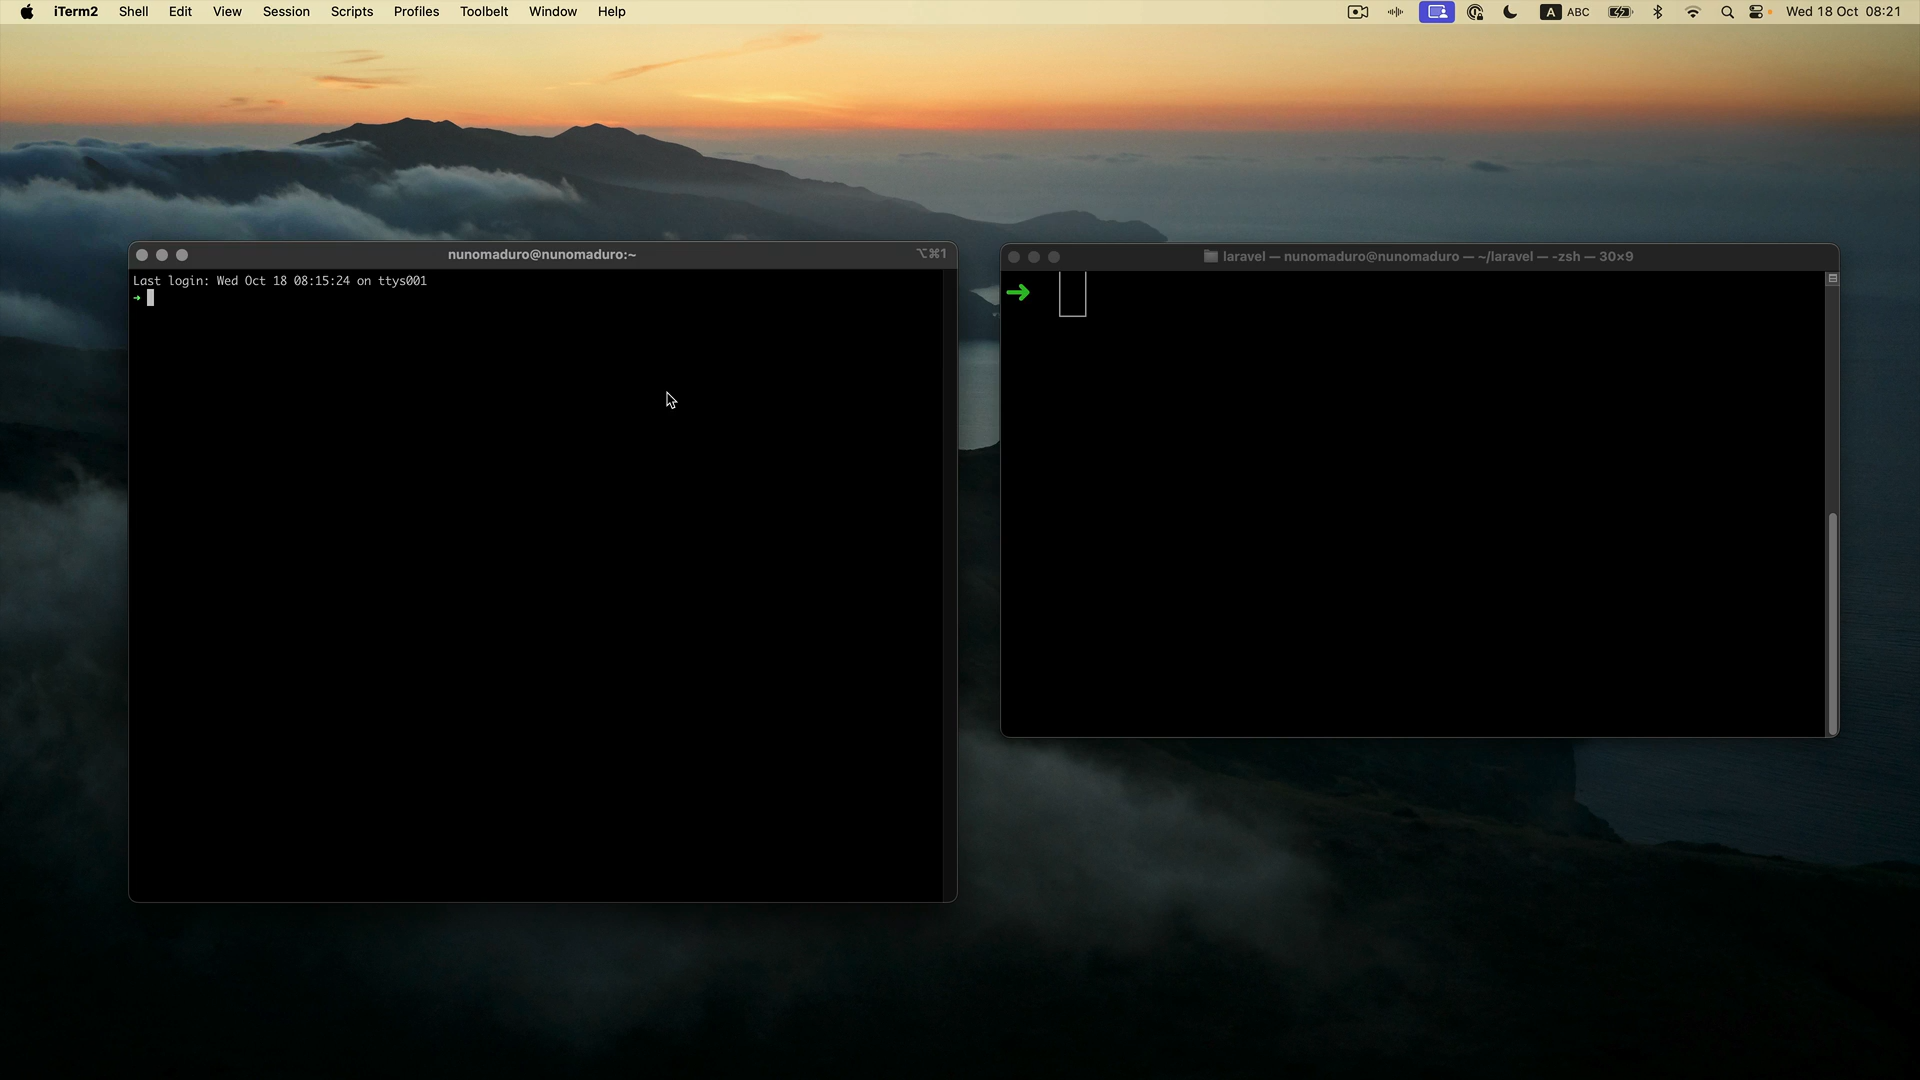 iTerm2 Shell Edit View Session Scripts Profiles Toolbelt Window Help A ABC Wed 18 Oct 08:21
nunomaduro@nunomaduro:~ ⌥⌘1
Last login: Wed Oct 18 08:15:24 on ttys001
➜
laravel — nunomaduro@nunomaduro — ~/laravel — -zsh — 30×9
➜